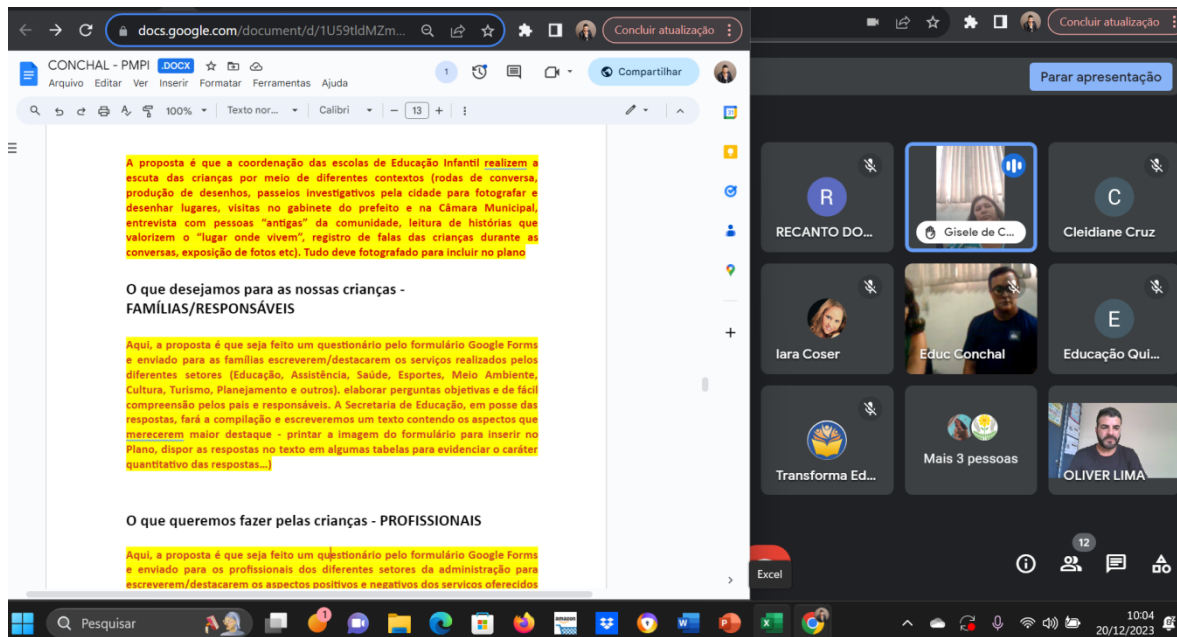 docs.google.com/document/d/1U59tldMZm...
Concluir atualização
Concluir atualização
CONCHAL - PMPI .DOCX
Arquivo Editar Ver Inserir Formatar Ferramentas Ajuda
1
Compartilhar
Parar apresentação
100% Texto nor... Calibri − 13 +
A proposta é que a coordenação das escolas de Educação Infantil realizem a
escuta das crianças por meio de diferentes contextos (rodas de conversa,
produção de desenhos, passeios investigativos pela cidade para fotografar e
desenhar lugares, visitas no gabinete do prefeito e na Câmara Municipal,
entrevista com pessoas “antigas” da comunidade, leitura de histórias que
valorizem o “lugar onde vivem”, registro de falas das crianças durante as
conversas, exposição de fotos etc). Tudo deve fotografado para incluir no plano
O que desejamos para as nossas crianças -
FAMÍLIAS/RESPONSÁVEIS
Aqui, a proposta é que seja feito um questionário pelo formulário Google Forms
e enviado para as famílias escreverem/destacarem os serviços realizados pelos
diferentes setores (Educação, Assistência, Saúde, Esportes, Meio Ambiente,
Cultura, Turismo, Planejamento e outros). elaborar perguntas objetivas e de fácil
compreensão pelos pais e responsáveis. A Secretaria de Educação, em posse das
respostas, fará a compilação e escreveremos um texto contendo os aspectos que
merecerem maior destaque - printar a imagem do formulário para inserir no
Plano, dispor as respostas no texto em algumas tabelas para evidenciar o caráter
quantitativo das respostas...)
O que queremos fazer pelas crianças - PROFISSIONAIS
Aqui, a proposta é que seja feito um questionário pelo formulário Google Forms
e enviado para os profissionais dos diferentes setores da administração para
escreverem/destacarem os aspectos positivos e negativos dos serviços oferecidos
R
RECANTO DO...
Gisele de C...
C
Cleidiane Cruz
Iara Coser
Educ Conchal
E
Educação Qui...
Transforma Ed...
Mais 3 pessoas
OLIVER LIMA
12
Excel
Pesquisar
1
amazon
10:04
20/12/2023